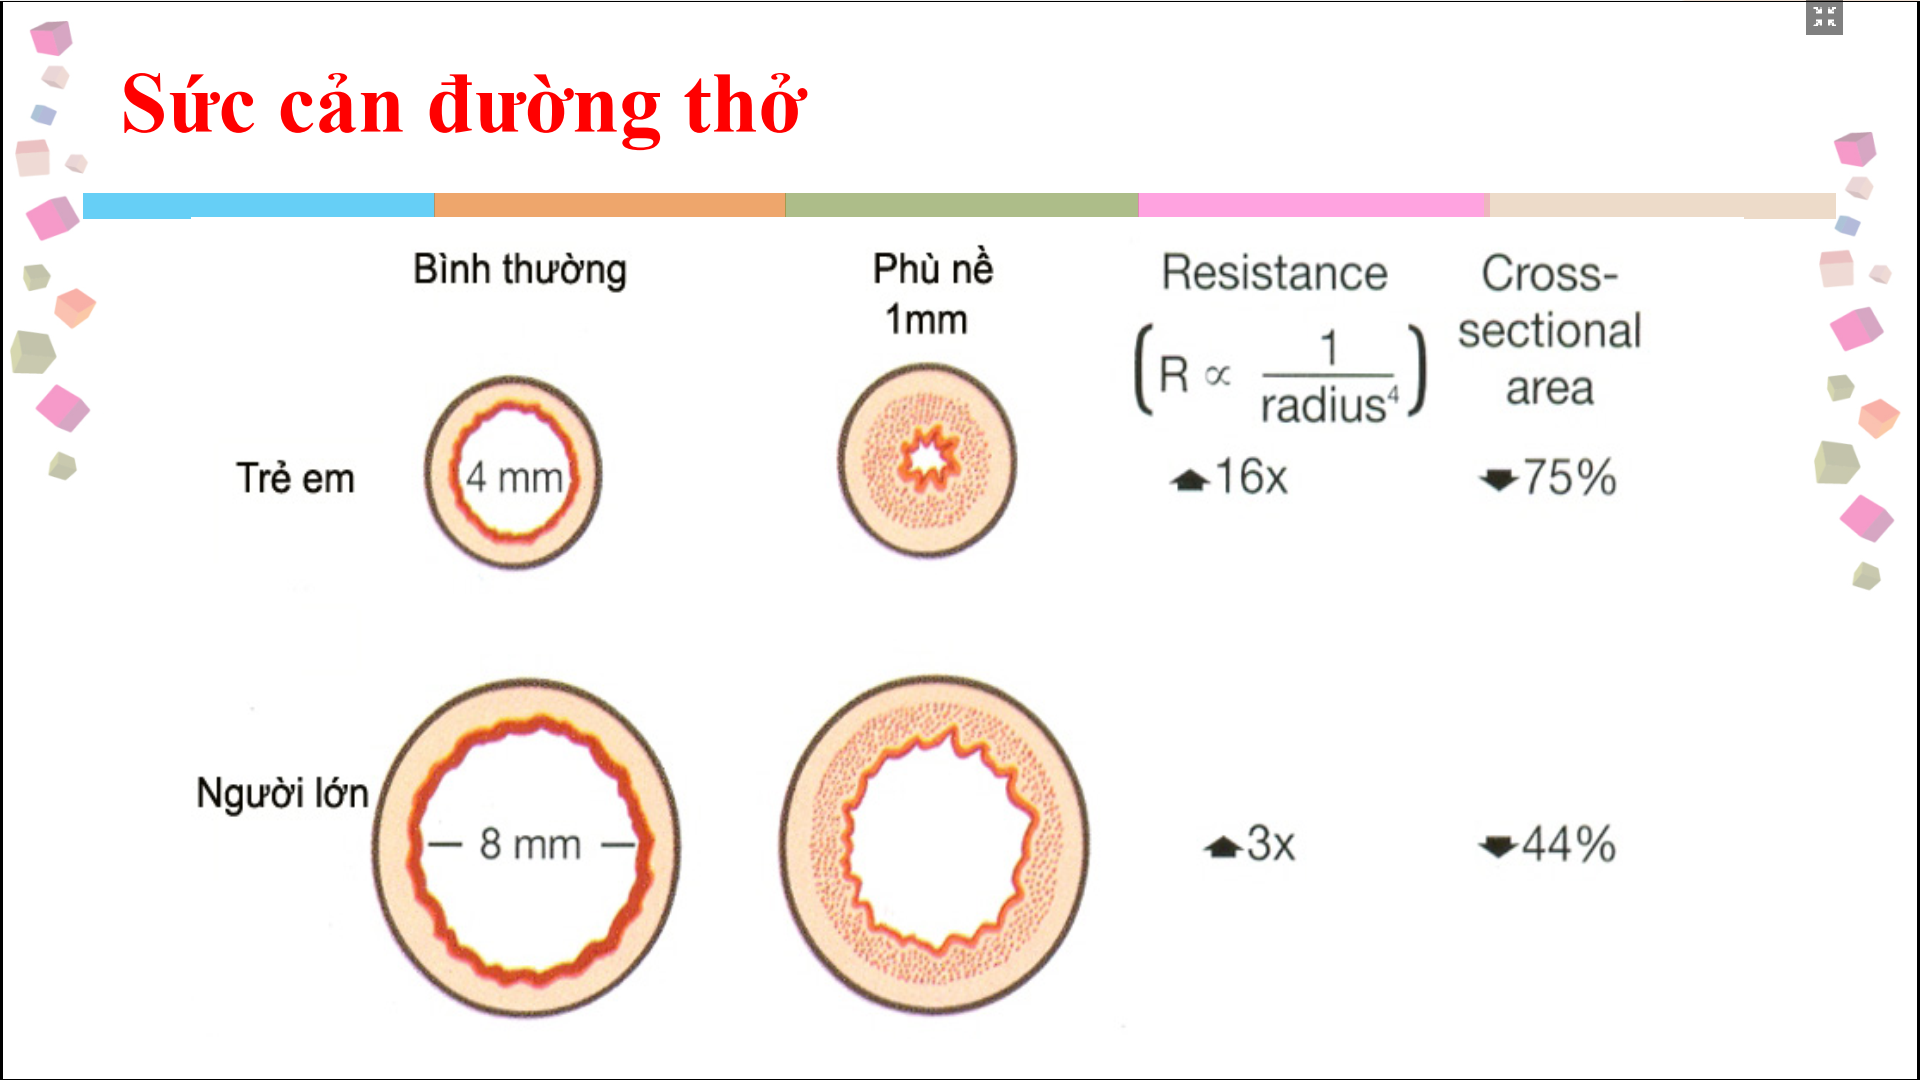 Sức cản đường thở
Bình thường
Phù nề
1mm
Resistance
(R ∝ 1/radius⁴)
Cross-
sectional
area
Trẻ em
4 mm
16x
75%
Người lớn
8 mm
3x
44%